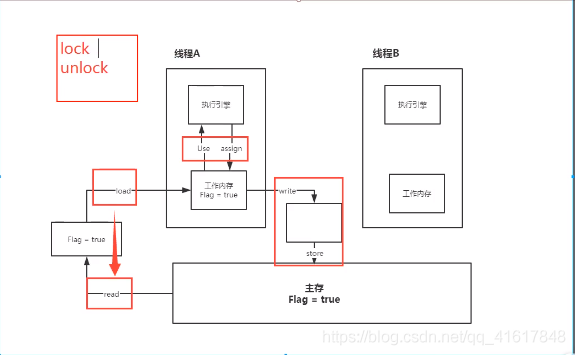 lock
unlock
线程A
线程B
执行引擎
执行引擎
Use
assign
工作内存
Flag = true
工作内存
load
write
Flag = true
store
read
主存
Flag = true
https://blog.csdn.net/qq_41617848